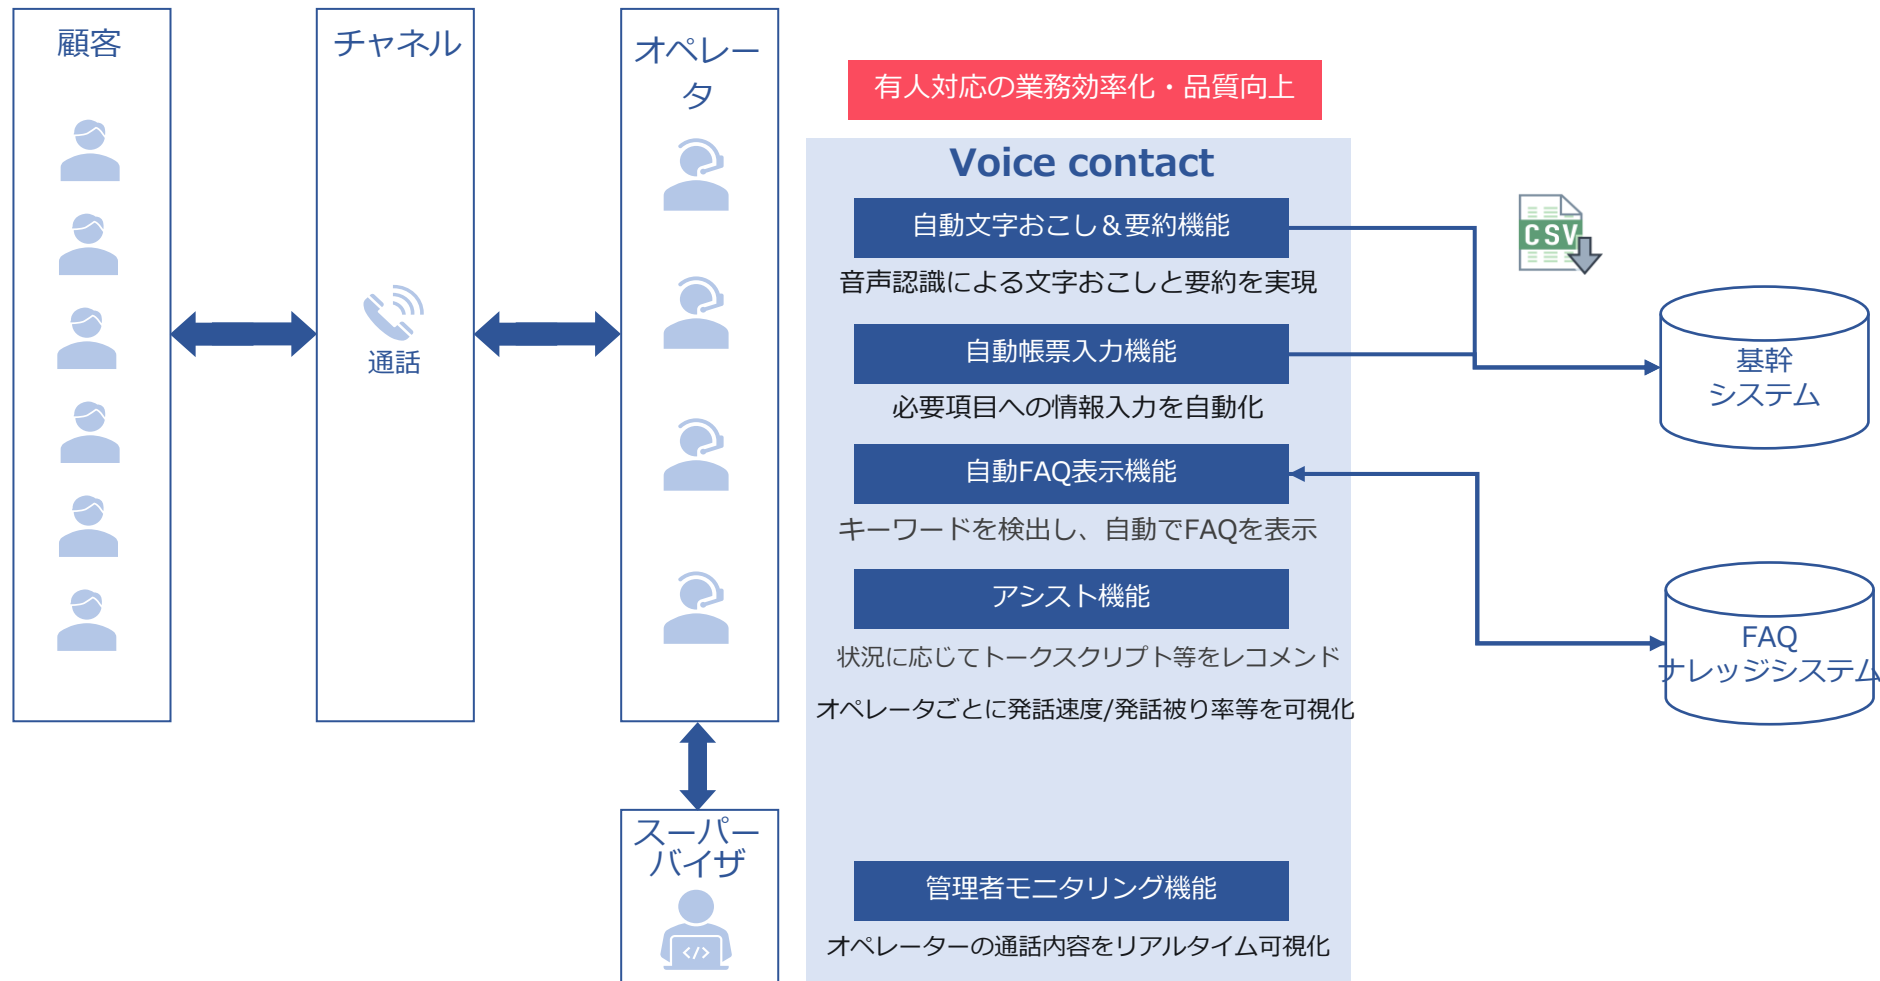 顧客
チャネル
通話
オペレー
タ
スーパー
バイザ
</>
有人対応の業務効率化・品質向上
Voice contact
自動文字おこし＆要約機能
音声認識による文字おこしと要約を実現
自動帳票入力機能
必要項目への情報入力を自動化
自動FAQ表示機能
キーワードを検出し、自動でFAQを表示
アシスト機能
状況に応じてトークスクリプト等をレコメンド
オペレータごとに発話速度/発話被り率等を可視化
管理者モニタリング機能
オペレーターの通話内容をリアルタイム可視化
CSV
基幹
システム
FAQ
ナレッジシステム